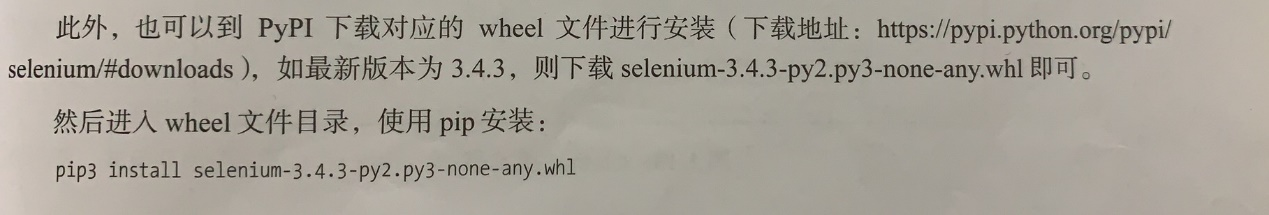 此外，也可以到 PyPI 下载对应的 wheel 文件进行安装（下载地址：https://pypi.python.org/pypi/
selenium/#downloads），如最新版本为 3.4.3，则下载 selenium-3.4.3-py2.py3-none-any.whl 即可。
然后进入 wheel 文件目录，使用 pip 安装：
pip3 install selenium-3.4.3-py2.py3-none-any.whl